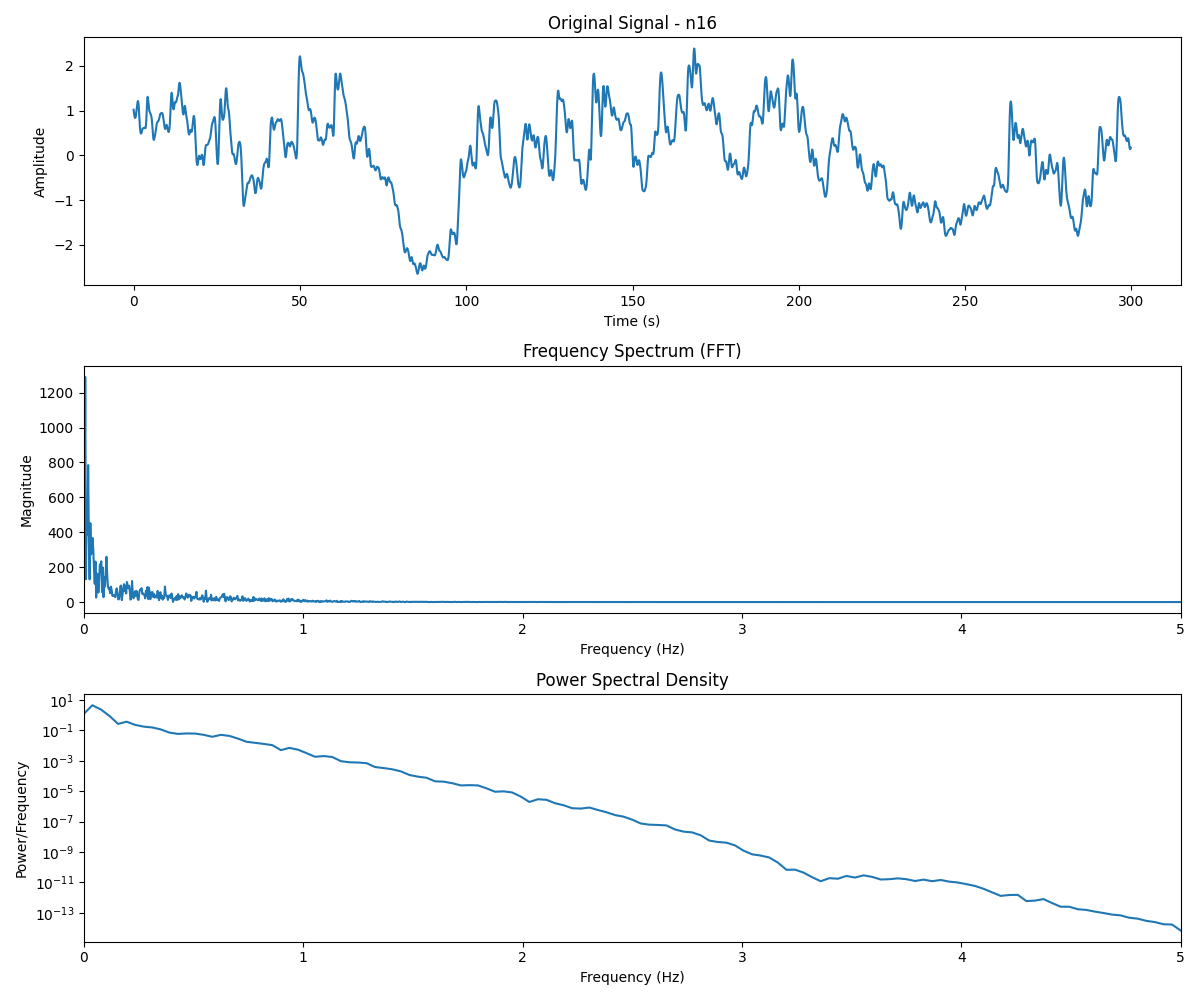 Original Signal - n16
2
1
0
−1
−2
Amplitude
0 50 100 150 200 250 300
Time (s)
Frequency Spectrum (FFT)
1200
1000
800
600
400
200
0
Magnitude
0 1 2 3 4 5
Frequency (Hz)
Power Spectral Density
10^1
10^−1
10^−3
10^−5
10^−7
10^−9
10^−11
10^−13
Power/Frequency
0 1 2 3 4 5
Frequency (Hz)